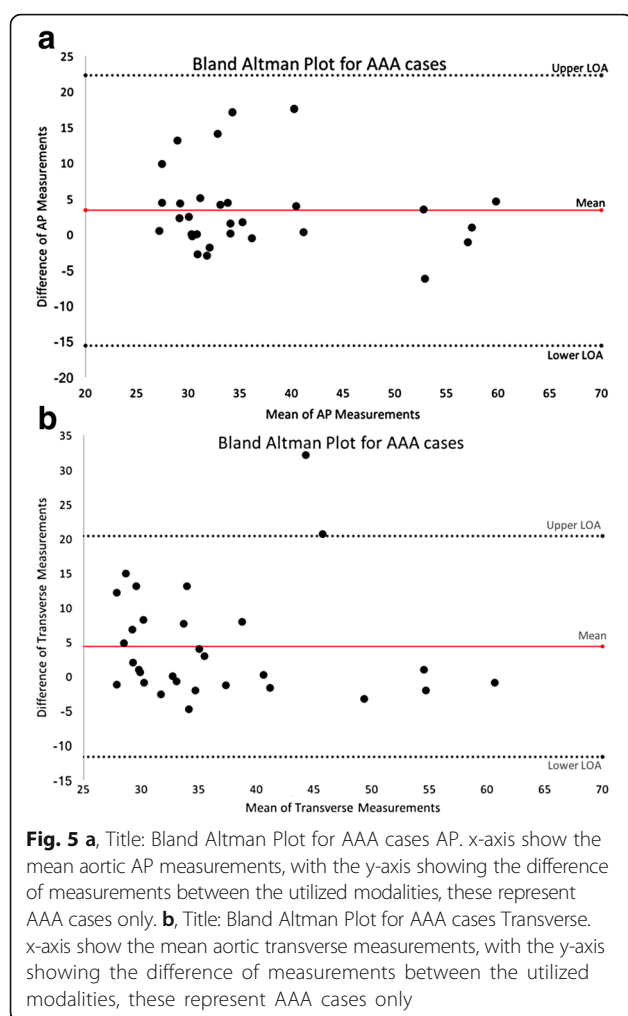 a
Bland Altman Plot for AAA cases
25
20
15
10
5
0
-5
-10
-15
-20
Difference of AP Measurements
Upper LOA
Mean
Lower LOA
20 25 30 35 40 45 50 55 60 65 70
Mean of AP Measurements
b
Bland Altman Plot for AAA cases
35
30
25
20
15
10
5
0
-5
-10
-15
Difference of Transverse Measurements
Upper LOA
Mean
Lower LOA
25 30 35 40 45 50 55 60 65 70
Mean of Transverse Measurements
Fig. 5 a, Title: Bland Altman Plot for AAA cases AP. x-axis show the
mean aortic AP measurements, with the y-axis showing the difference
of measurements between the utilized modalities, these represent
AAA cases only. b, Title: Bland Altman Plot for AAA cases Transverse.
x-axis show the mean aortic transverse measurements, with the y-axis
showing the difference of measurements between the utilized
modalities, these represent AAA cases only